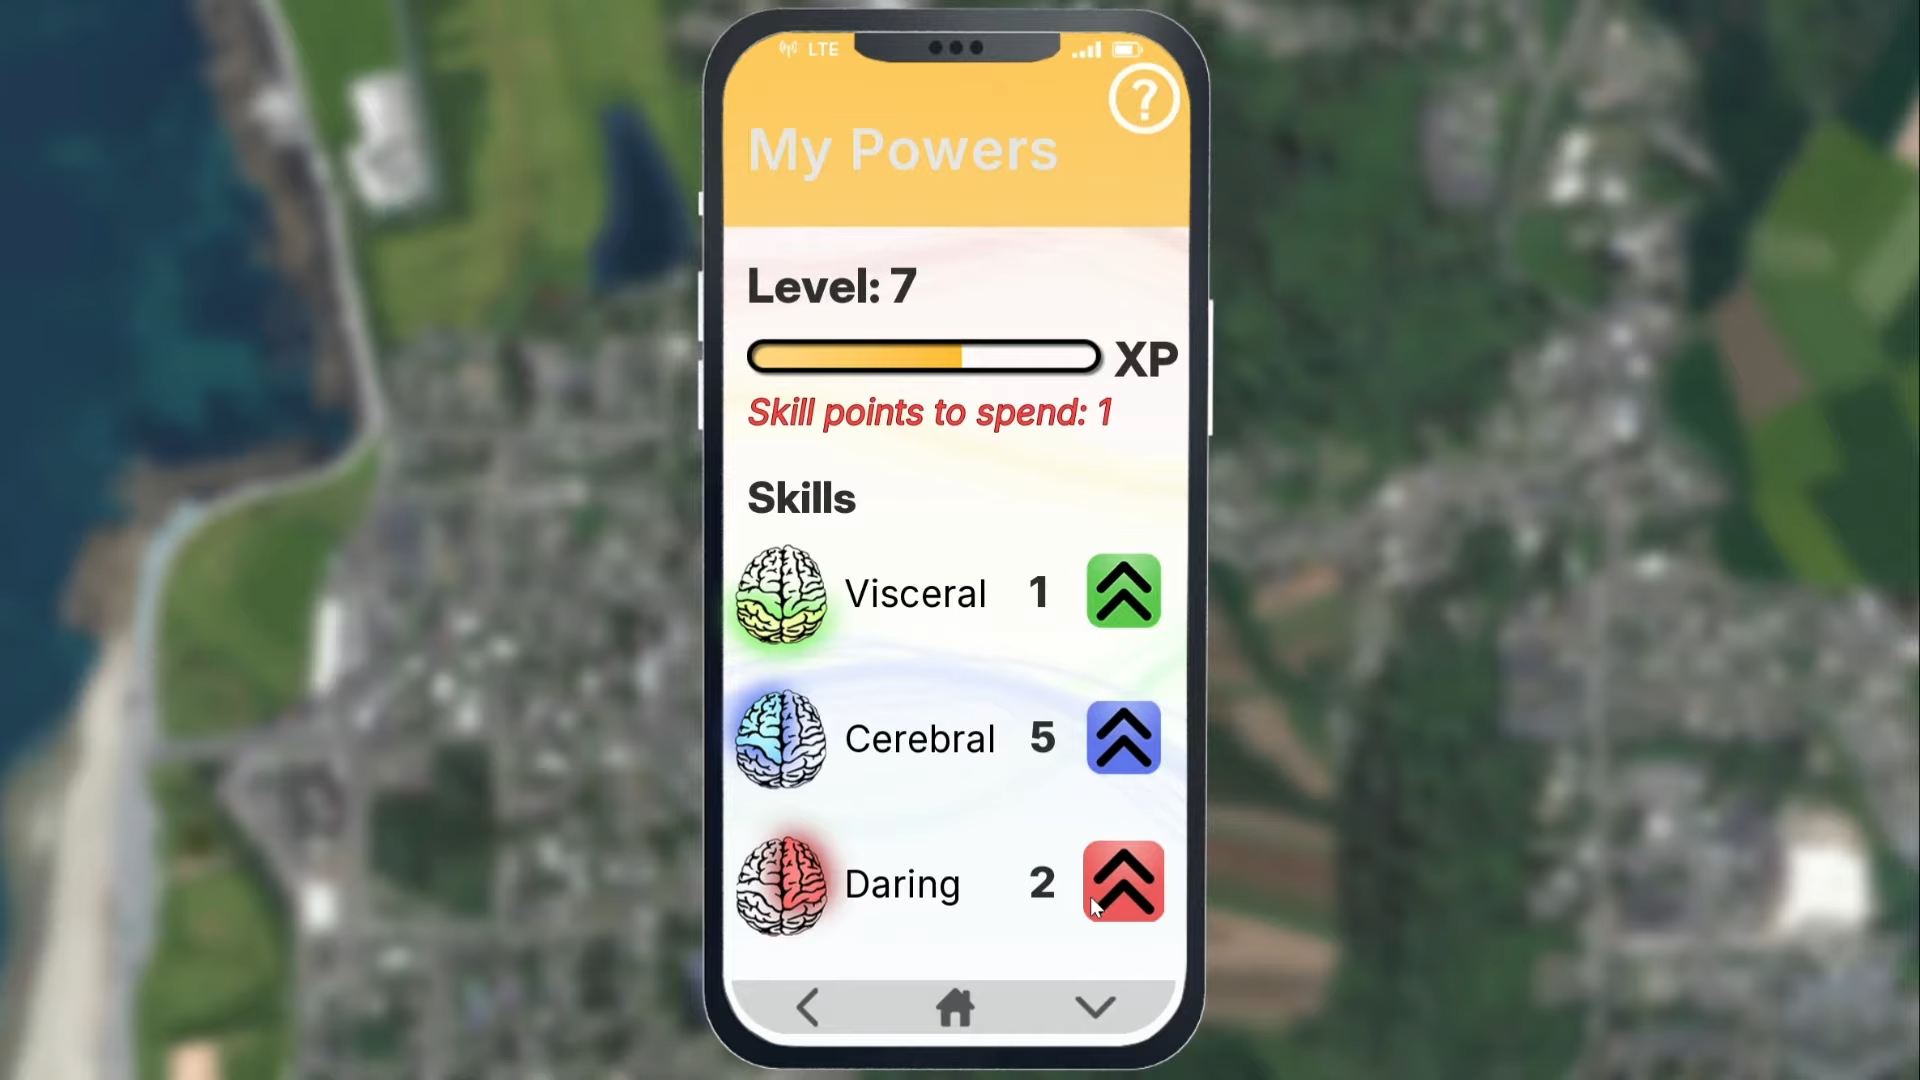 LTE
?
My Powers
Level: 7
XP
Skill points to spend: 1
Skills
Visceral 1
Cerebral 5
Daring 2